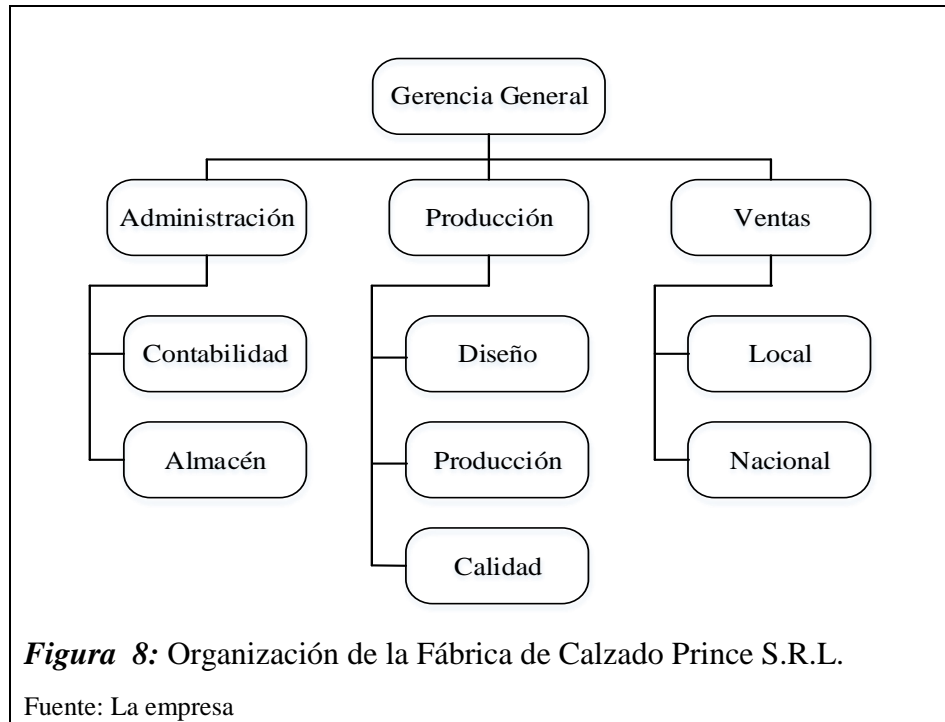 Gerencia General
Administración
Producción
Ventas
Contabilidad
Diseño
Local
Almacén
Producción
Nacional
Calidad
Figura 8: Organización de la Fábrica de Calzado Prince S.R.L.
Fuente: La empresa